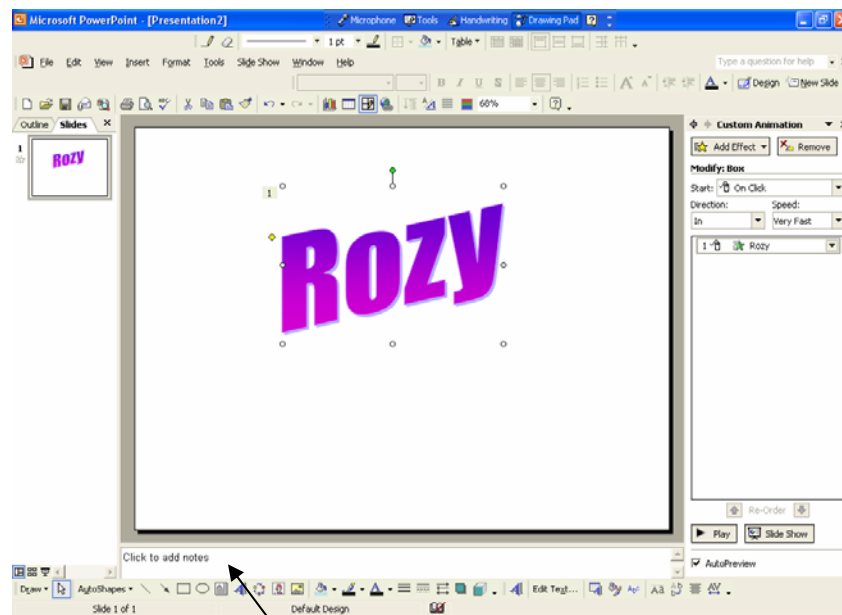 Microsoft PowerPoint - [Presentation2]
Microphone Tools Handwriting Drawing Pad
1 pt Table
File Edit View Insert Format Tools Slide Show Window Help Type a question for help
B I U S A A A Design New Slide
60%
Outline Slides Custom Animation
Add Effect Remove
1 Rozy
Modify: Box
Start: On Click
Direction: Speed:
In Very Fast
1 Rozy
1
Rozy
Re-Order
Play Slide Show
Click to add notes
AutoPreview
Draw AutoShapes A A Edit Text... Aa
Slide 1 of 1 Default Design